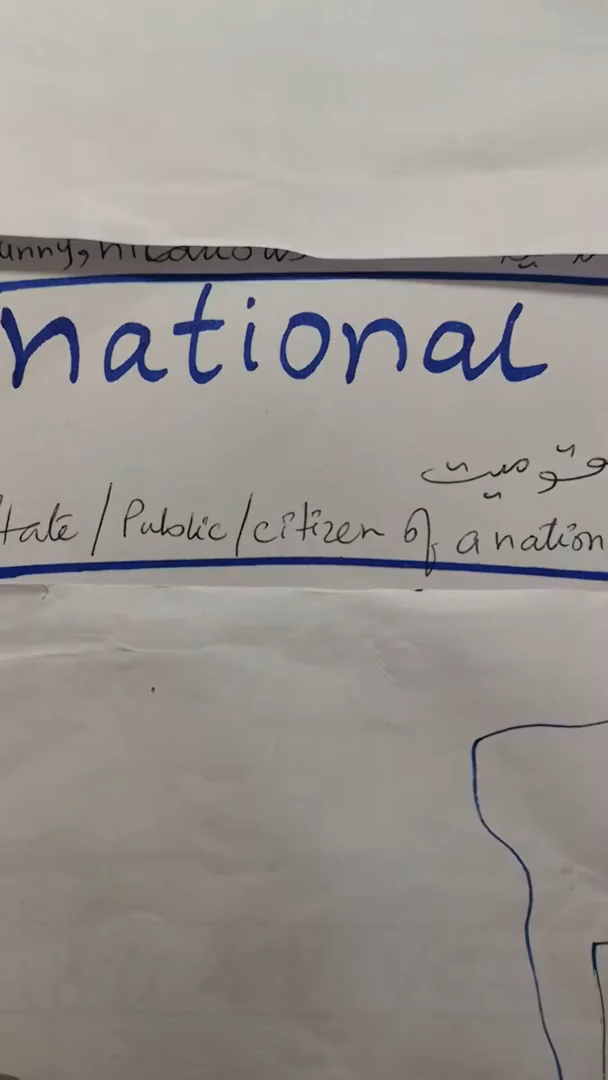 national
قومیت
tate / Public / citizen of a nation